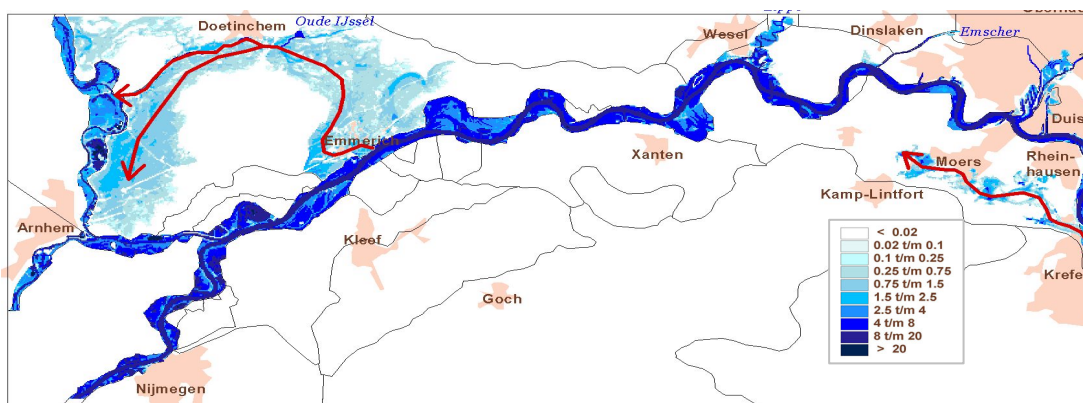 Doetinchem
Oude IJssel
Wesel
Dinslaken
Emscher
Duis
Emmerich
Xanten
Moers
Rhein-
hausen
Kamp-Lintfort
Arnhem
Kleef
Goch
Krefe
Nijmegen
< 0.02
0.02 t/m 0.1
0.1 t/m 0.25
0.25 t/m 0.75
0.75 t/m 1.5
1.5 t/m 2.5
2.5 t/m 4
4 t/m 8
8 t/m 20
> 20